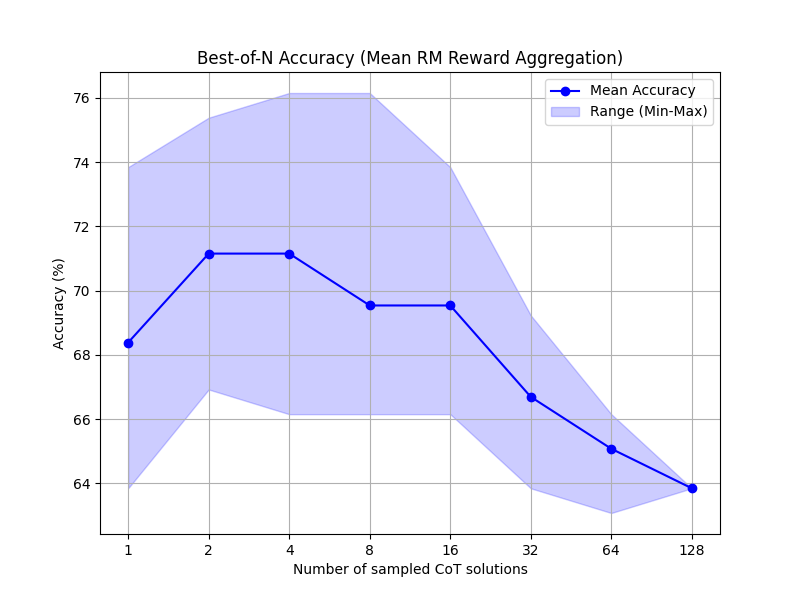 Best-of-N Accuracy (Mean RM Reward Aggregation)
Mean Accuracy
Range (Min-Max)
Accuracy (%)
76
74
72
70
68
66
64
1 2 4 8 16 32 64 128
Number of sampled CoT solutions